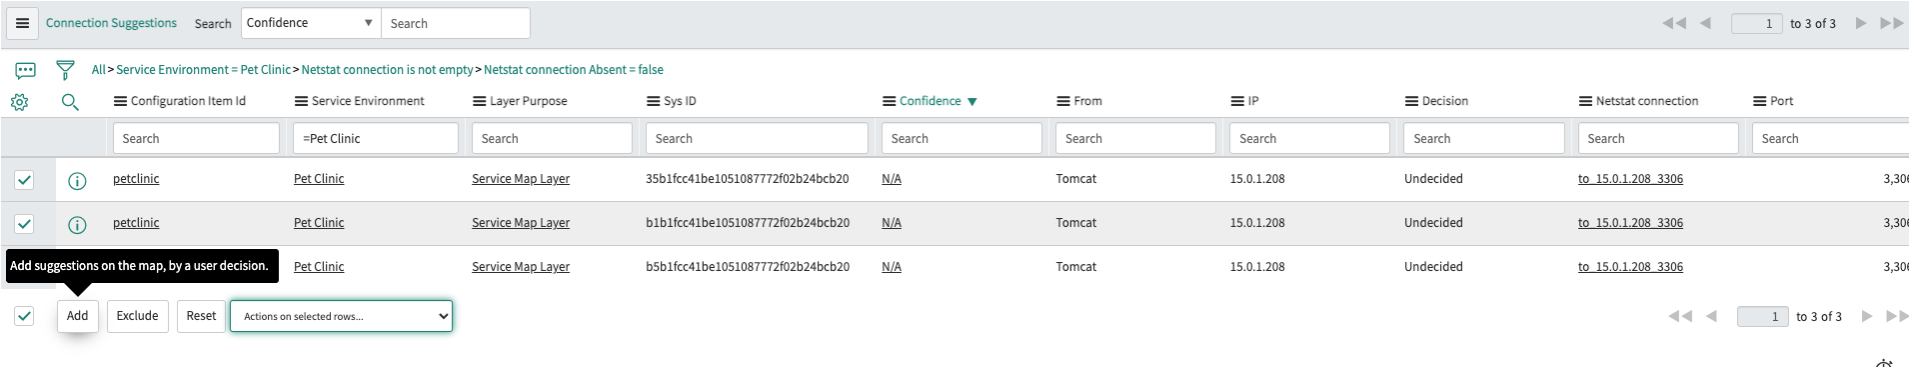 Connection Suggestions Search Confidence Search 1 to 3 of 3
All > Service Environment = Pet Clinic > Netstat connection is not empty > Netstat connection Absent = false
Configuration Item Id Service Environment Layer Purpose Sys ID Confidence From IP Decision Netstat connection Port
Search =Pet Clinic Search Search Search Search Search Search Search Search
petclinic Pet Clinic Service Map Layer 35b1fcc41be1051087772f02b24bcb20 N/A Tomcat 15.0.1.208 Undecided to_15.0.1.208_3306 3,306
petclinic Pet Clinic Service Map Layer b1b1fcc41be1051087772f02b24bcb20 N/A Tomcat 15.0.1.208 Undecided to_15.0.1.208_3306 3,306
Add suggestions on the map, by a user decision. Pet Clinic Service Map Layer b5b1fcc41be1051087772f02b24bcb20 N/A Tomcat 15.0.1.208 Undecided to_15.0.1.208_3306 3,306
Add Exclude Reset Actions on selected rows... 1 to 3 of 3